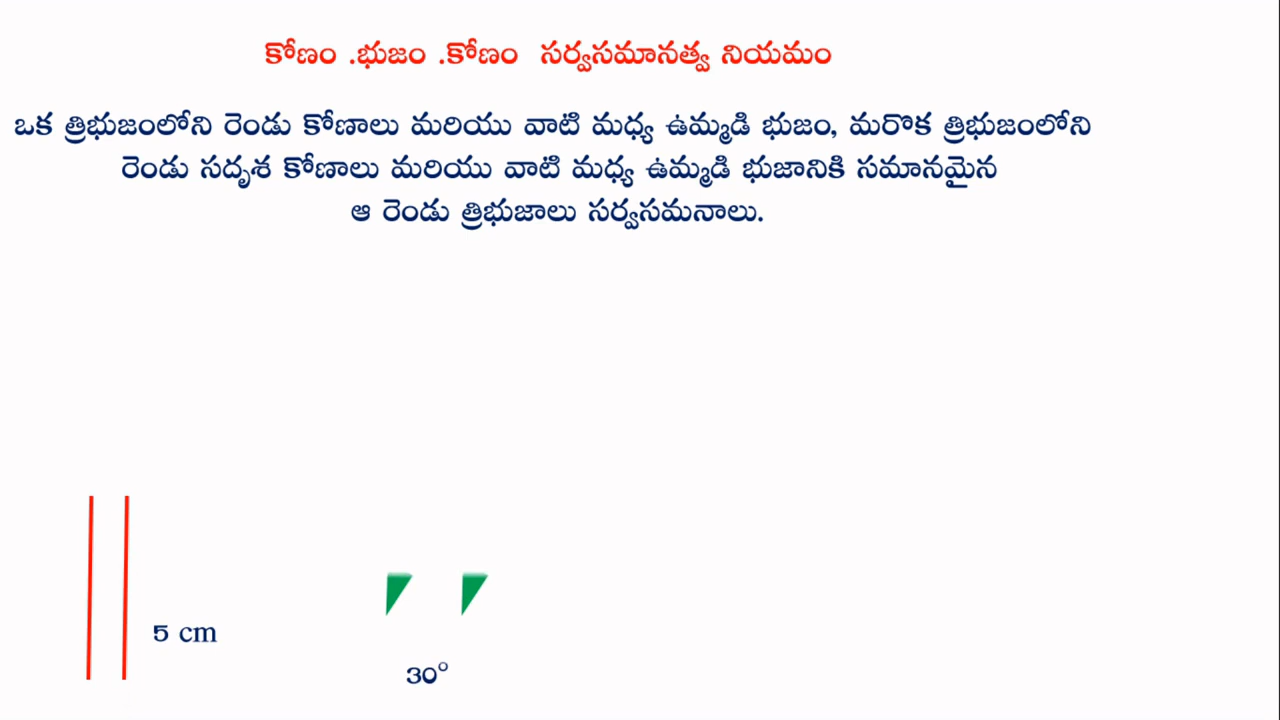 కోణం .భుజం .కోణం సర్వసమానత్వ నియమం
ఒక త్రిభుజంలోని రెండు కోణాలు మరియు వాటి మధ్య ఉమ్మడి భుజం, మరొక త్రిభుజంలోని
రెండు సదృశ కోణాలు మరియు వాటి మధ్య ఉమ్మడి భుజానికి సమానమైన
ఆ రెండు త్రిభుజాలు సర్వసమనాలు.
5 cm
30°